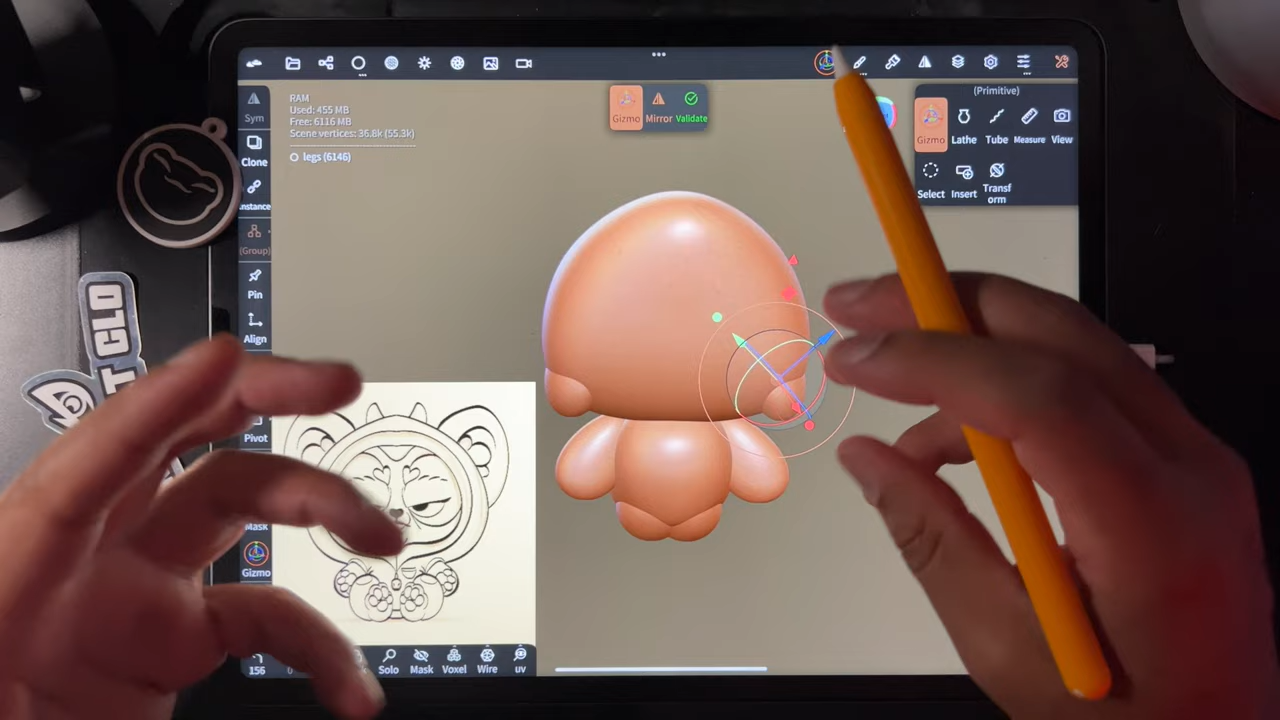 RAM
Used: 455 MB
Free: 6116 MB
Scene vertices: 36.8k (55.3k)
legs (6146)
Gizmo
Mirror
Validate
(Primitive)
Gizmo
Lathe
Tube
Measure
View
Select
Insert
Transf
orm
Sym
Clone
Instance
(Group)
Pin
Align
Pivot
Mask
Gizmo
156
Solo
Mask
Voxel
Wire
uv
CLO